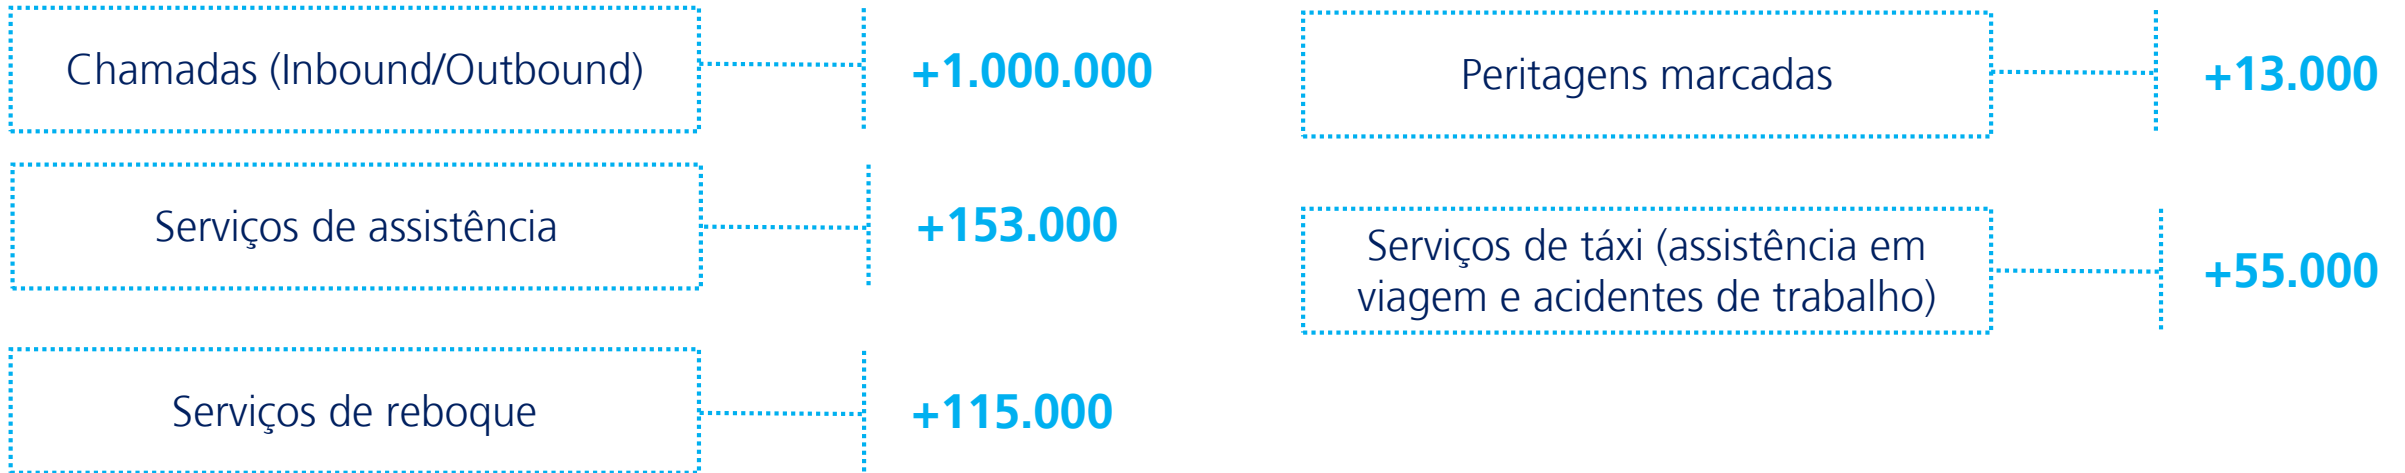 Chamadas (Inbound/Outbound)
+1.000.000
Serviços de assistência
+153.000
Serviços de reboque
+115.000
Peritagens marcadas
+13.000
Serviços de táxi (assistência em
viagem e acidentes de trabalho)
+55.000